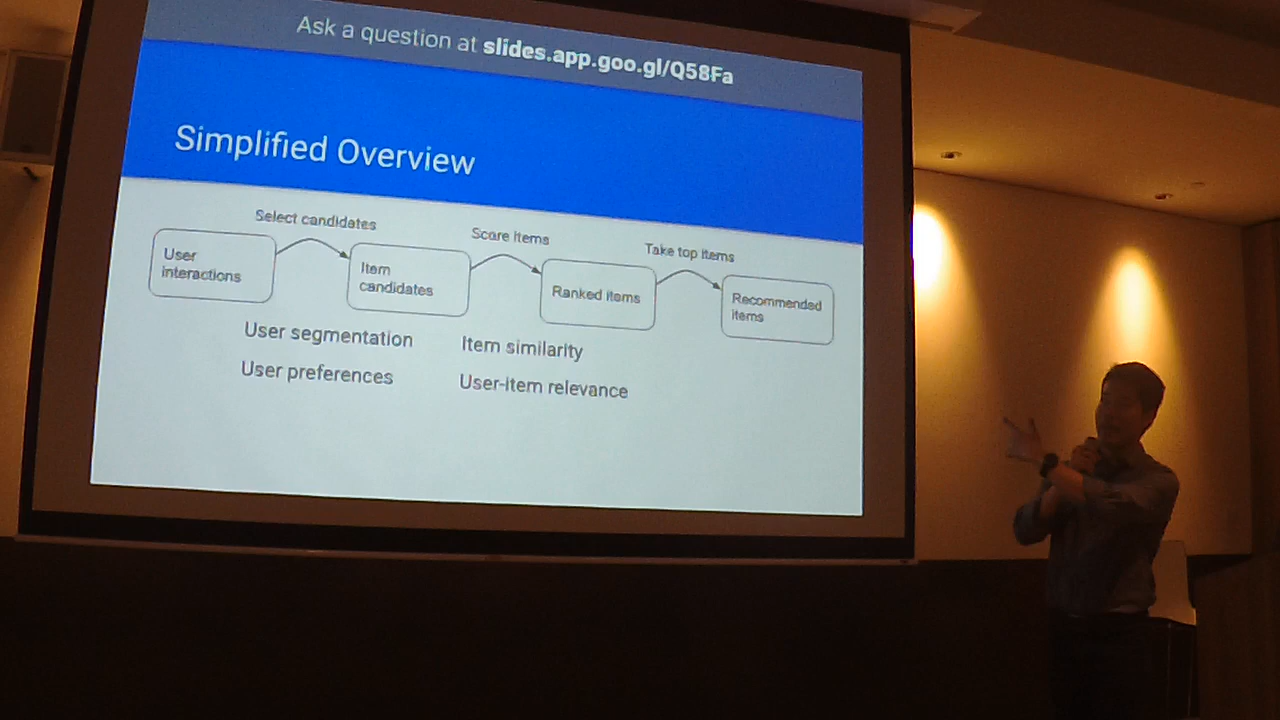 Ask a question at slides.app.goo.gl/Q58Fa
Simplified Overview
Select candidates
Score items
Take top items
User
interactions
Item
candidates
Ranked items
Recommended
items
User segmentation
User preferences
Item similarity
User-item relevance